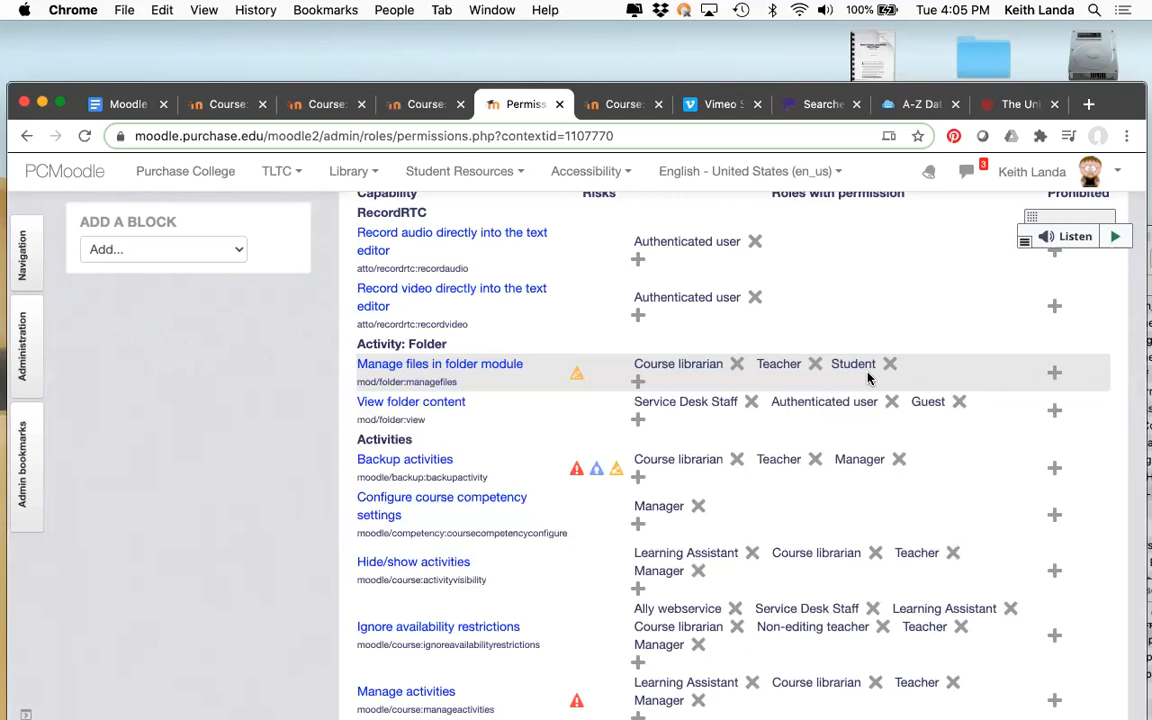 Chrome File Edit View History Bookmarks People Tab Window Help 100% Tue 4:05 PM Keith Landa
Moodle Course: Course: Course: Permiss Course: Vimeo S Searche A-Z Dat The Uni
moodle.purchase.edu/moodle2/admin/roles/permissions.php?contextid=1107770
PCMoodle Purchase College TLTC Library Student Resources Accessibility English - United States (en_us) 3 Keith Landa
Capability Risks Roles with permission Prohibited
Navigation
Administration
Admin bookmarks
ADD A BLOCK
Add...
Listen
RecordRTC
Record audio directly into the text
editor
atto/recordrtc:recordaudio
Authenticated user
Record video directly into the text
editor
atto/recordrtc:recordvideo
Authenticated user
Activity: Folder
Manage files in folder module
mod/folder:managefiles
Course librarian Teacher Student
View folder content
mod/folder:view
Service Desk Staff Authenticated user Guest
Activities
Backup activities
moodle/backup:backupactivity
Course librarian Teacher Manager
Configure course competency
settings
moodle/competency:coursecompetencyconfigure
Manager
Hide/show activities
moodle/course:activityvisibility
Learning Assistant Course librarian Teacher
Manager
Ignore availability restrictions
moodle/course:ignoreavailabilityrestrictions
Ally webservice Service Desk Staff Learning Assistant
Course librarian Non-editing teacher Teacher
Manager
Manage activities
moodle/course:manageactivities
Learning Assistant Course librarian Teacher
Manager